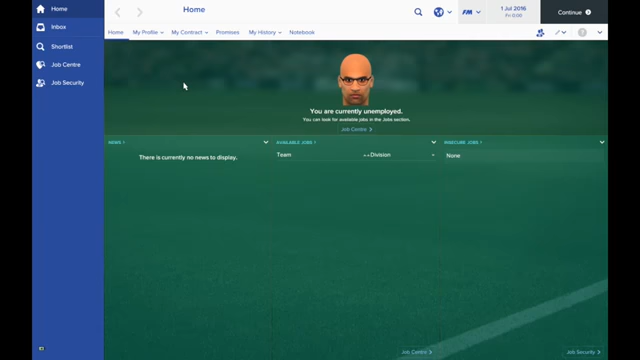 Home
Inbox
Shortlist
Job Centre
Job Security
Home
FM
1 Jul 2016
Fri 0:00
Continue
Home
My Profile
My Contract
Promises
My History
Notebook
You are currently unemployed.
You can look for available jobs in the Jobs section.
Job Centre >
NEWS >
There is currently no news to display.
AVAILABLE JOBS >
Team
Division
INSECURE JOBS >
None
Job Centre >
Job Security >